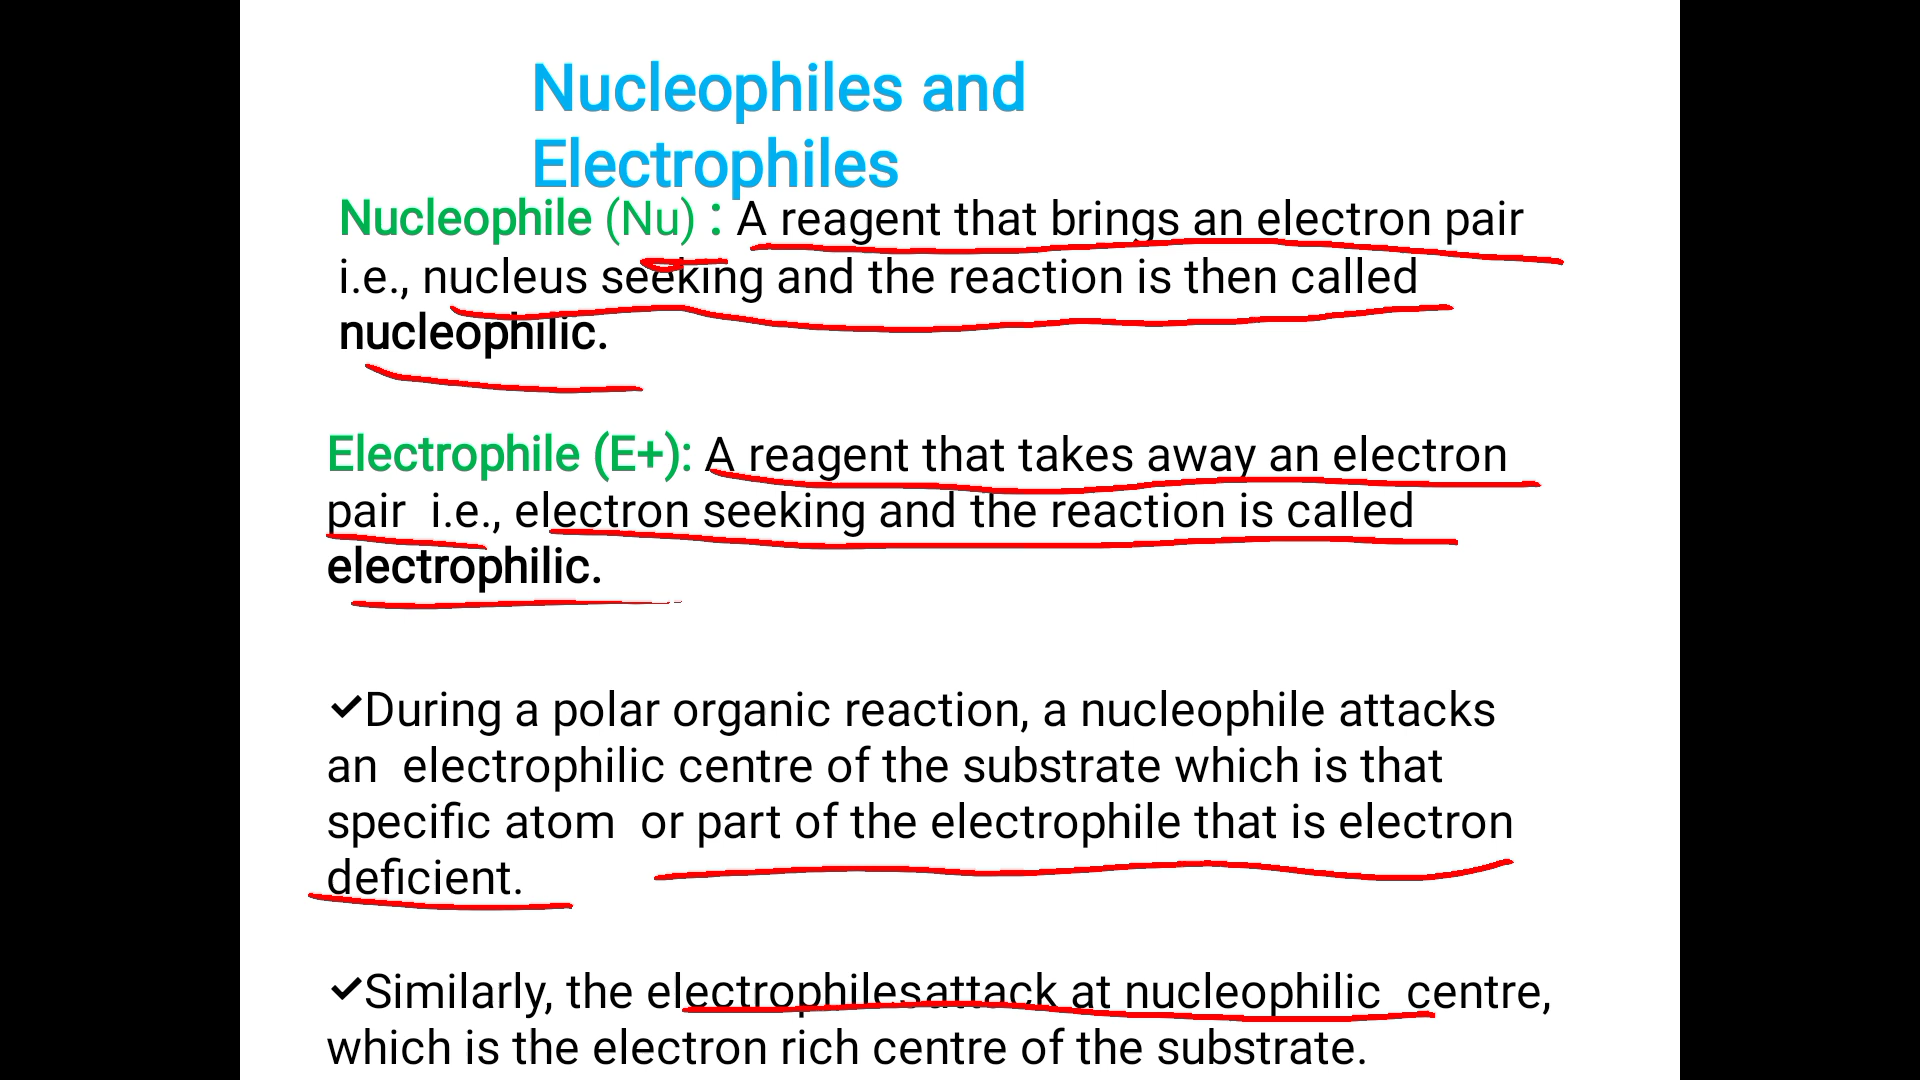 Nucleophiles and
Electrophiles
Nucleophile (Nu) : A reagent that brings an electron pair
i.e., nucleus seeking and the reaction is then called
nucleophilic.
Electrophile (E+): A reagent that takes away an electron
pair i.e., electron seeking and the reaction is called
electrophilic.
✓During a polar organic reaction, a nucleophile attacks
an electrophilic centre of the substrate which is that
specific atom or part of the electrophile that is electron
deficient.
✓Similarly, the electrophilesattack at nucleophilic centre,
which is the electron rich centre of the substrate.